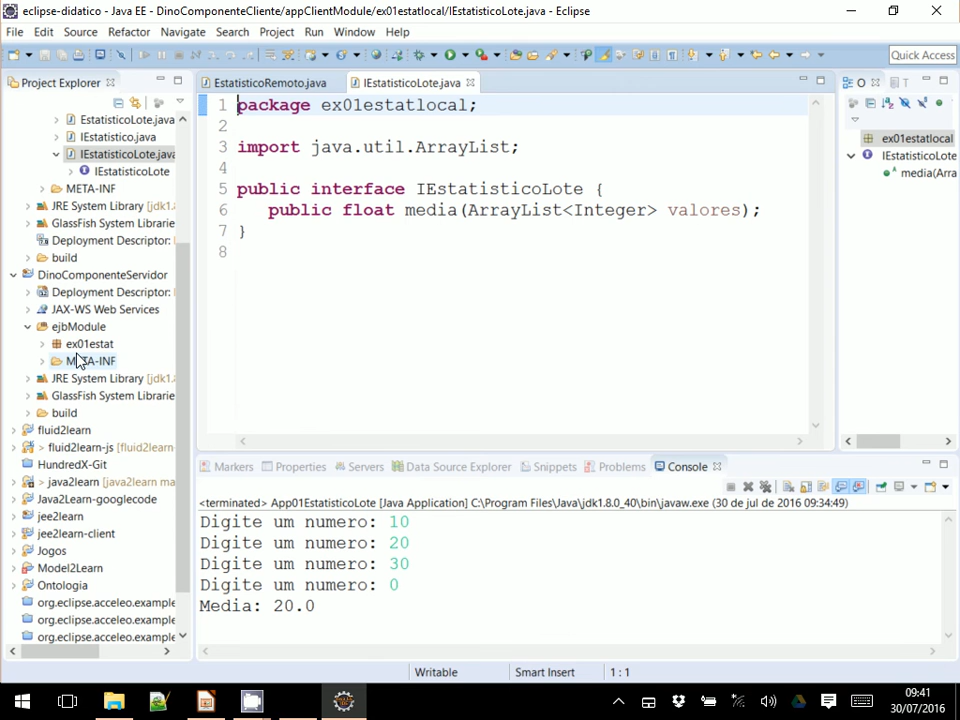 eclipse-didatico - Java EE - DinoComponenteCliente/appClientModule/ex01estatlocal/IEstatisticoLote.java - Eclipse
File Edit Source Refactor Navigate Search Project Run Window Help
Quick Access
Project Explorer
EstatisticoRemoto.java
IEstatisticoLote.java
O
T
EstatisticoLote.java
IEstatistico.java
IEstatisticoLote.java
IEstatisticoLote
META-INF
JRE System Library [jdk1.
GlassFish System Librarie
Deployment Descriptor:
build
DinoComponenteServidor
Deployment Descriptor:
JAX-WS Web Services
ejbModule
ex01estat
META-INF
JRE System Library [jdk1.8
GlassFish System Librarie
build
fluid2learn
> fluid2learn-js [fluid2learn-
HundredX-Git
> java2learn [java2learn ma
Java2Learn-googlecode
jee2learn
jee2learn-client
Jogos
Model2Learn
Ontologia
org.eclipse.acceleo.example
org.eclipse.acceleo.example
org.eclipse.acceleo.example
1 package ex01estatlocal;
2
3 import java.util.ArrayList;
4
5 public interface IEstatisticoLote {
6 public float media(ArrayList<Integer> valores);
7 }
8
ex01estatlocal
IEstatisticoLote
media(Arra
Markers Properties Servers Data Source Explorer Snippets Problems Console
<terminated> App01EstatisticoLote [Java Application] C:\Program Files\Java\jdk1.8.0_40\bin\javaw.exe (30 de jul de 2016 09:34:49)
Digite um numero: 10
Digite um numero: 20
Digite um numero: 30
Digite um numero: 0
Media: 20.0
Writable Smart Insert 1 : 1
09:41
30/07/2016